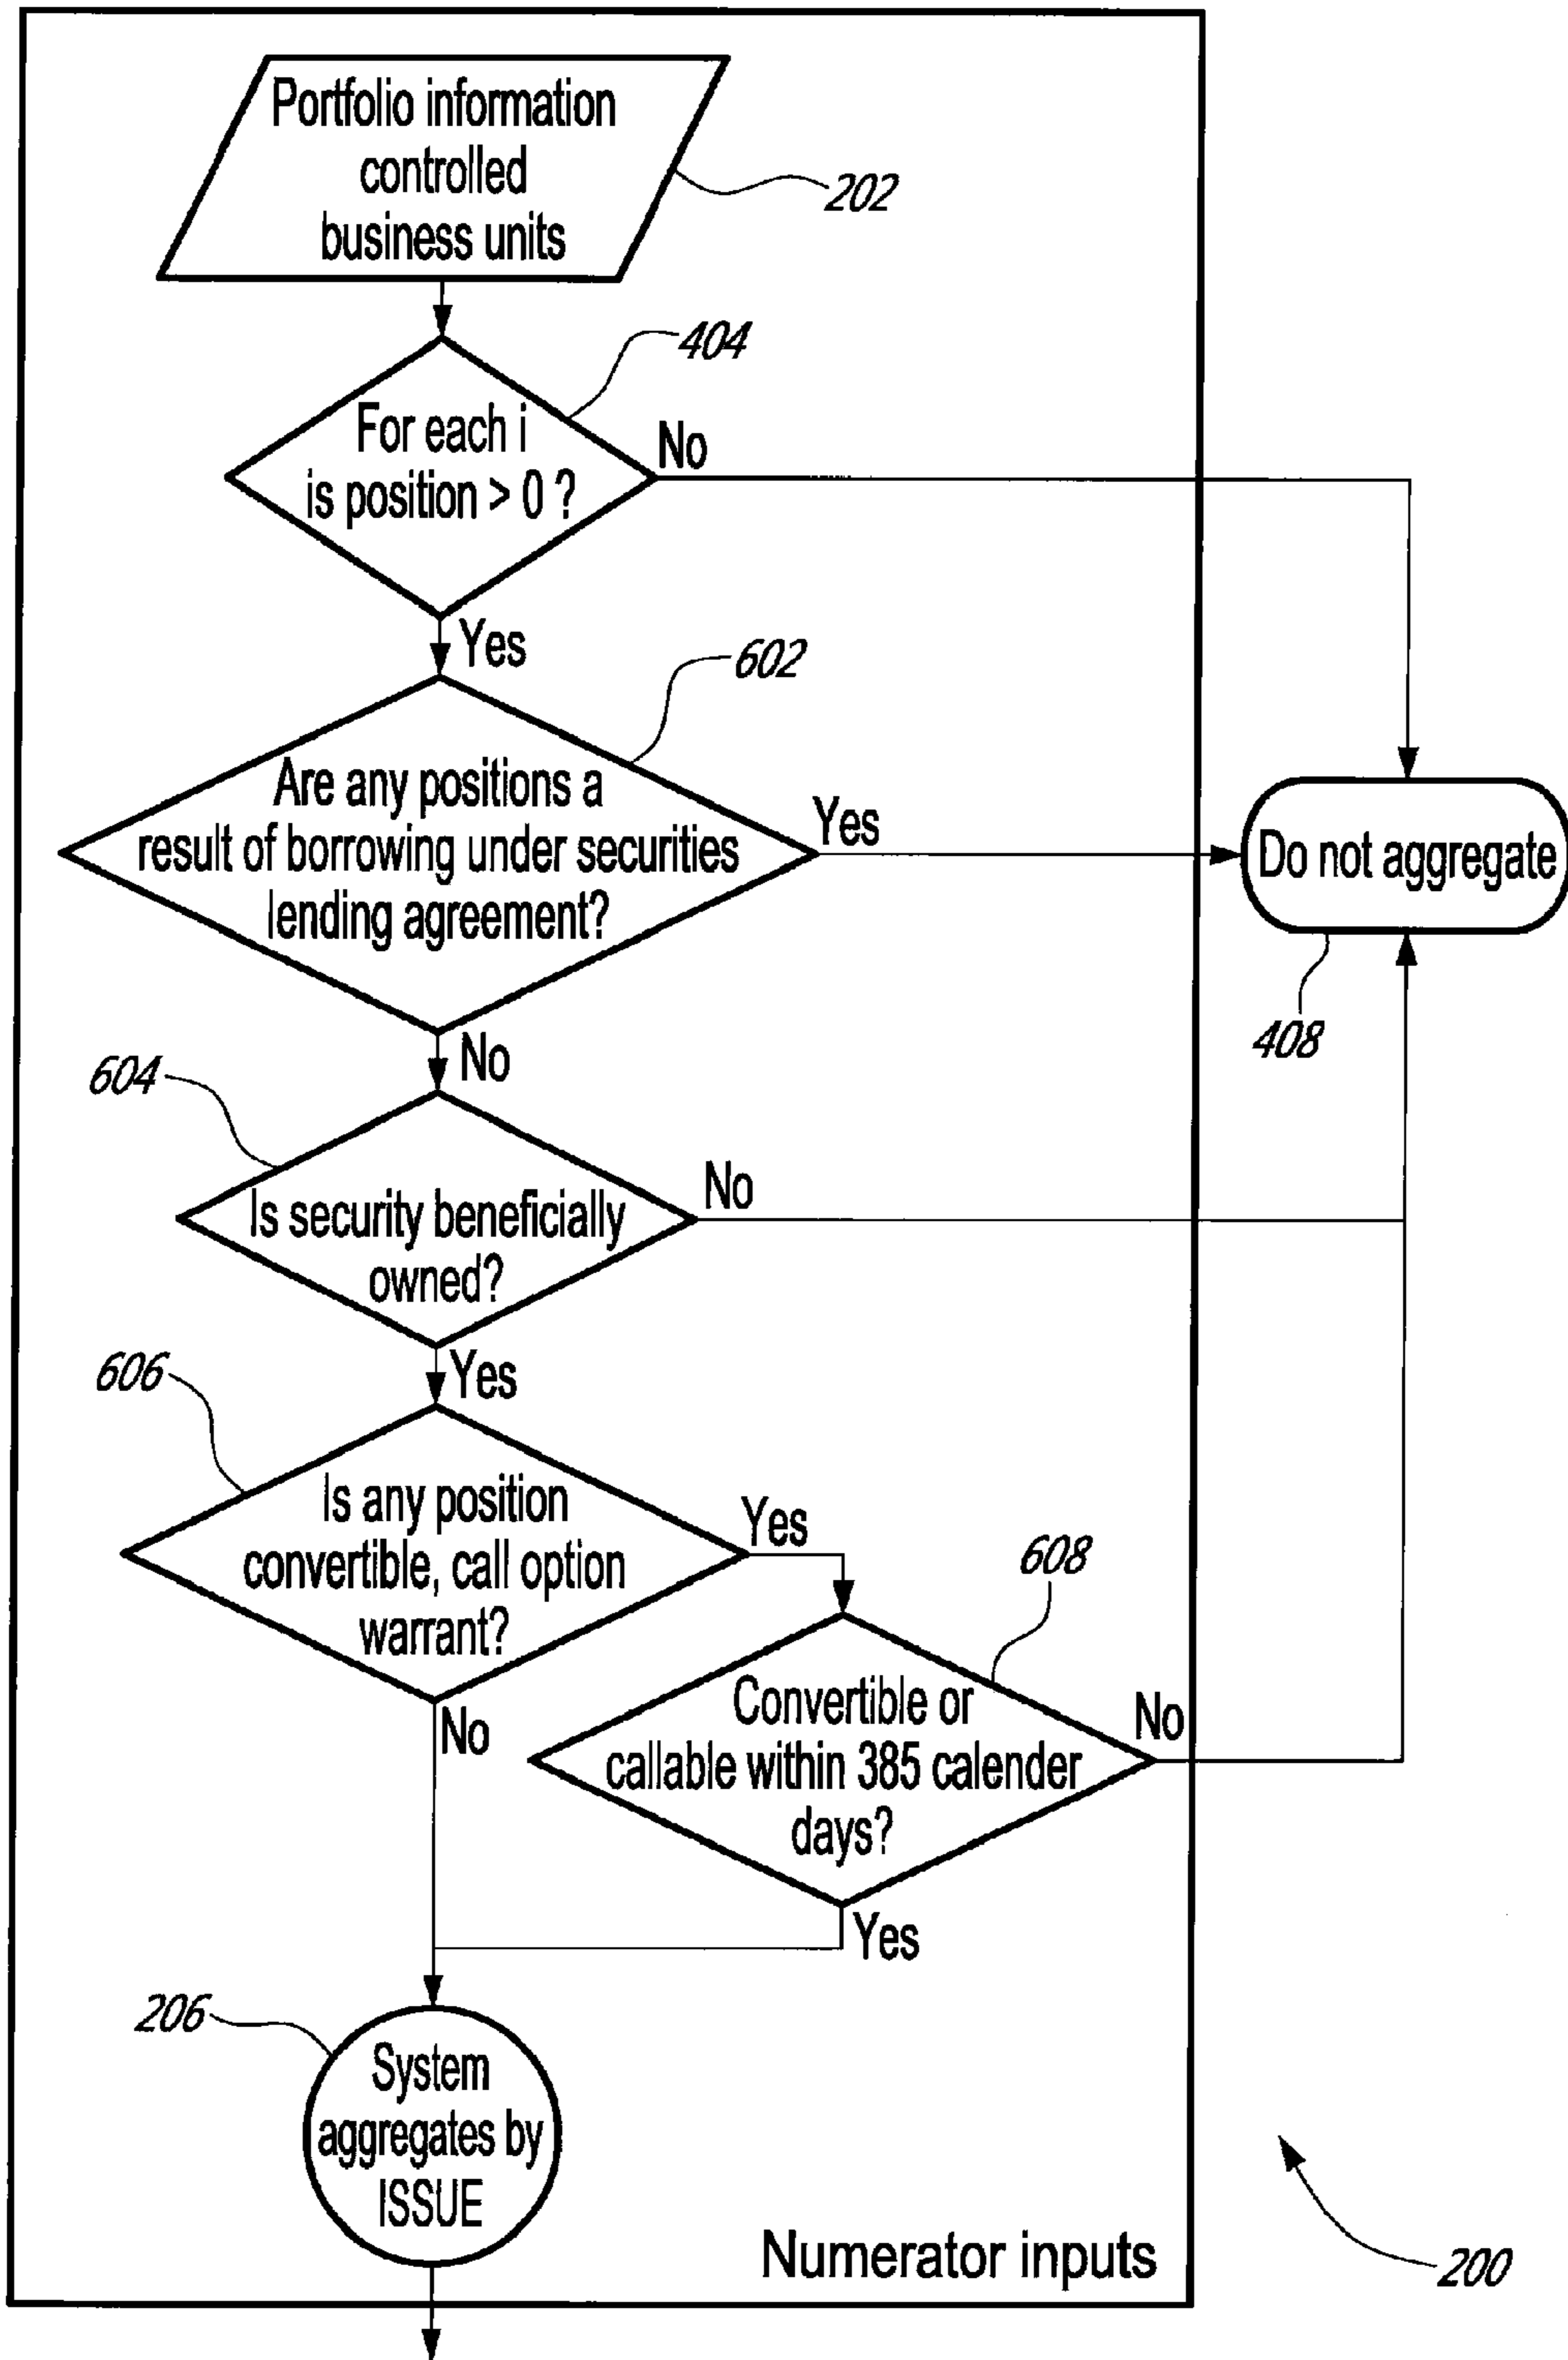 Portfolio information
controlled
business units
202
404
For each i
is position > 0 ?
No
Yes
602
Are any positions a
result of borrowing under securities
lending agreement?
Yes
Do not aggregate
408
No
604
Is security beneficially
owned?
No
Yes
606
Is any position
convertible, call option
warrant?
Yes
608
No
Convertible or
callable within 385 calender
days?
No
Yes
206
System
aggregates by
ISSUE
Numerator inputs
200